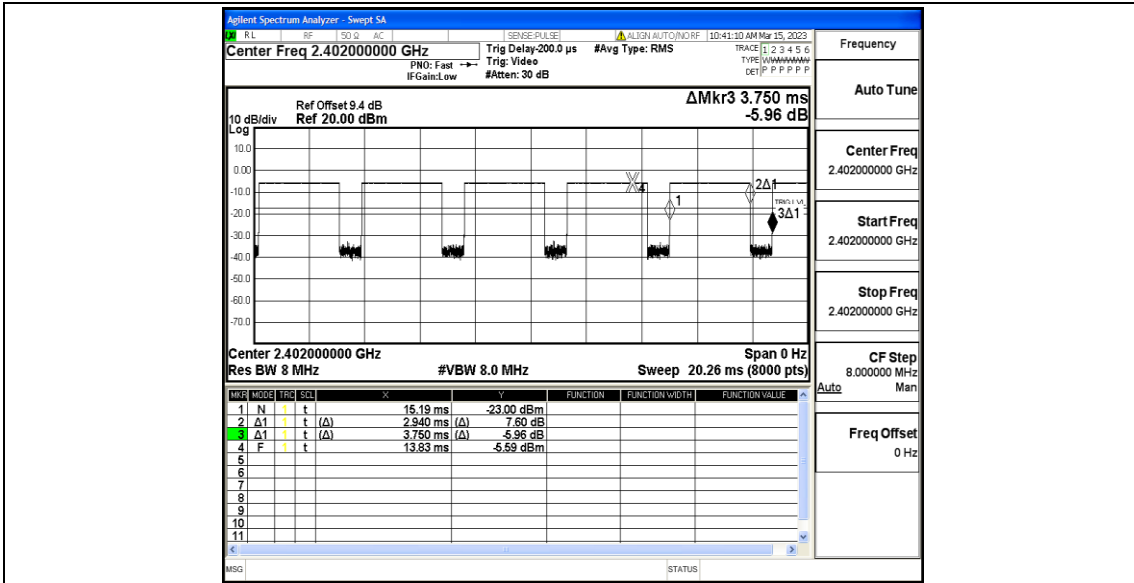 Agilent Spectrum Analyzer - Swept SA
RL RF 50 Ω AC SENSE:PULSE ALIGN AUTO/NO RF 10:41:10 AM Mar 15, 2023
Center Freq 2.402000000 GHz
PNO: Fast
IFGain:Low
Trig Delay-200.0 µs
Trig: Video
#Atten: 30 dB
#Avg Type: RMS
TRACE 1 2 3 4 5 6
TYPE
DET P P P P P P
Ref Offset 9.4 dB
10 dB/div Ref 20.00 dBm
Log
ΔMkr3 3.750 ms
-5.96 dB
10.0
0.00
-10.0
-20.0
-30.0
-40.0
-50.0
-60.0
-70.0
4
1
2Δ1
TRIG LVL
3Δ1
Center 2.402000000 GHz Span 0 Hz
Res BW 8 MHz #VBW 8.0 MHz Sweep 20.26 ms (8000 pts)
MKR MODE TRC SCL X Y FUNCTION FUNCTION WIDTH FUNCTION VALUE
1 N 1 t 15.19 ms -23.00 dBm
2 Δ1 1 t (Δ) 2.940 ms (Δ) 7.60 dB
3 Δ1 1 t (Δ) 3.750 ms (Δ) -5.96 dB
4 F 1 t 13.83 ms -5.59 dBm
5
6
7
8
9
10
11
MSG STATUS
Frequency
Auto Tune
Center Freq
2.402000000 GHz
Start Freq
2.402000000 GHz
Stop Freq
2.402000000 GHz
CF Step
8.000000 MHz
Auto Man
Freq Offset
0 Hz